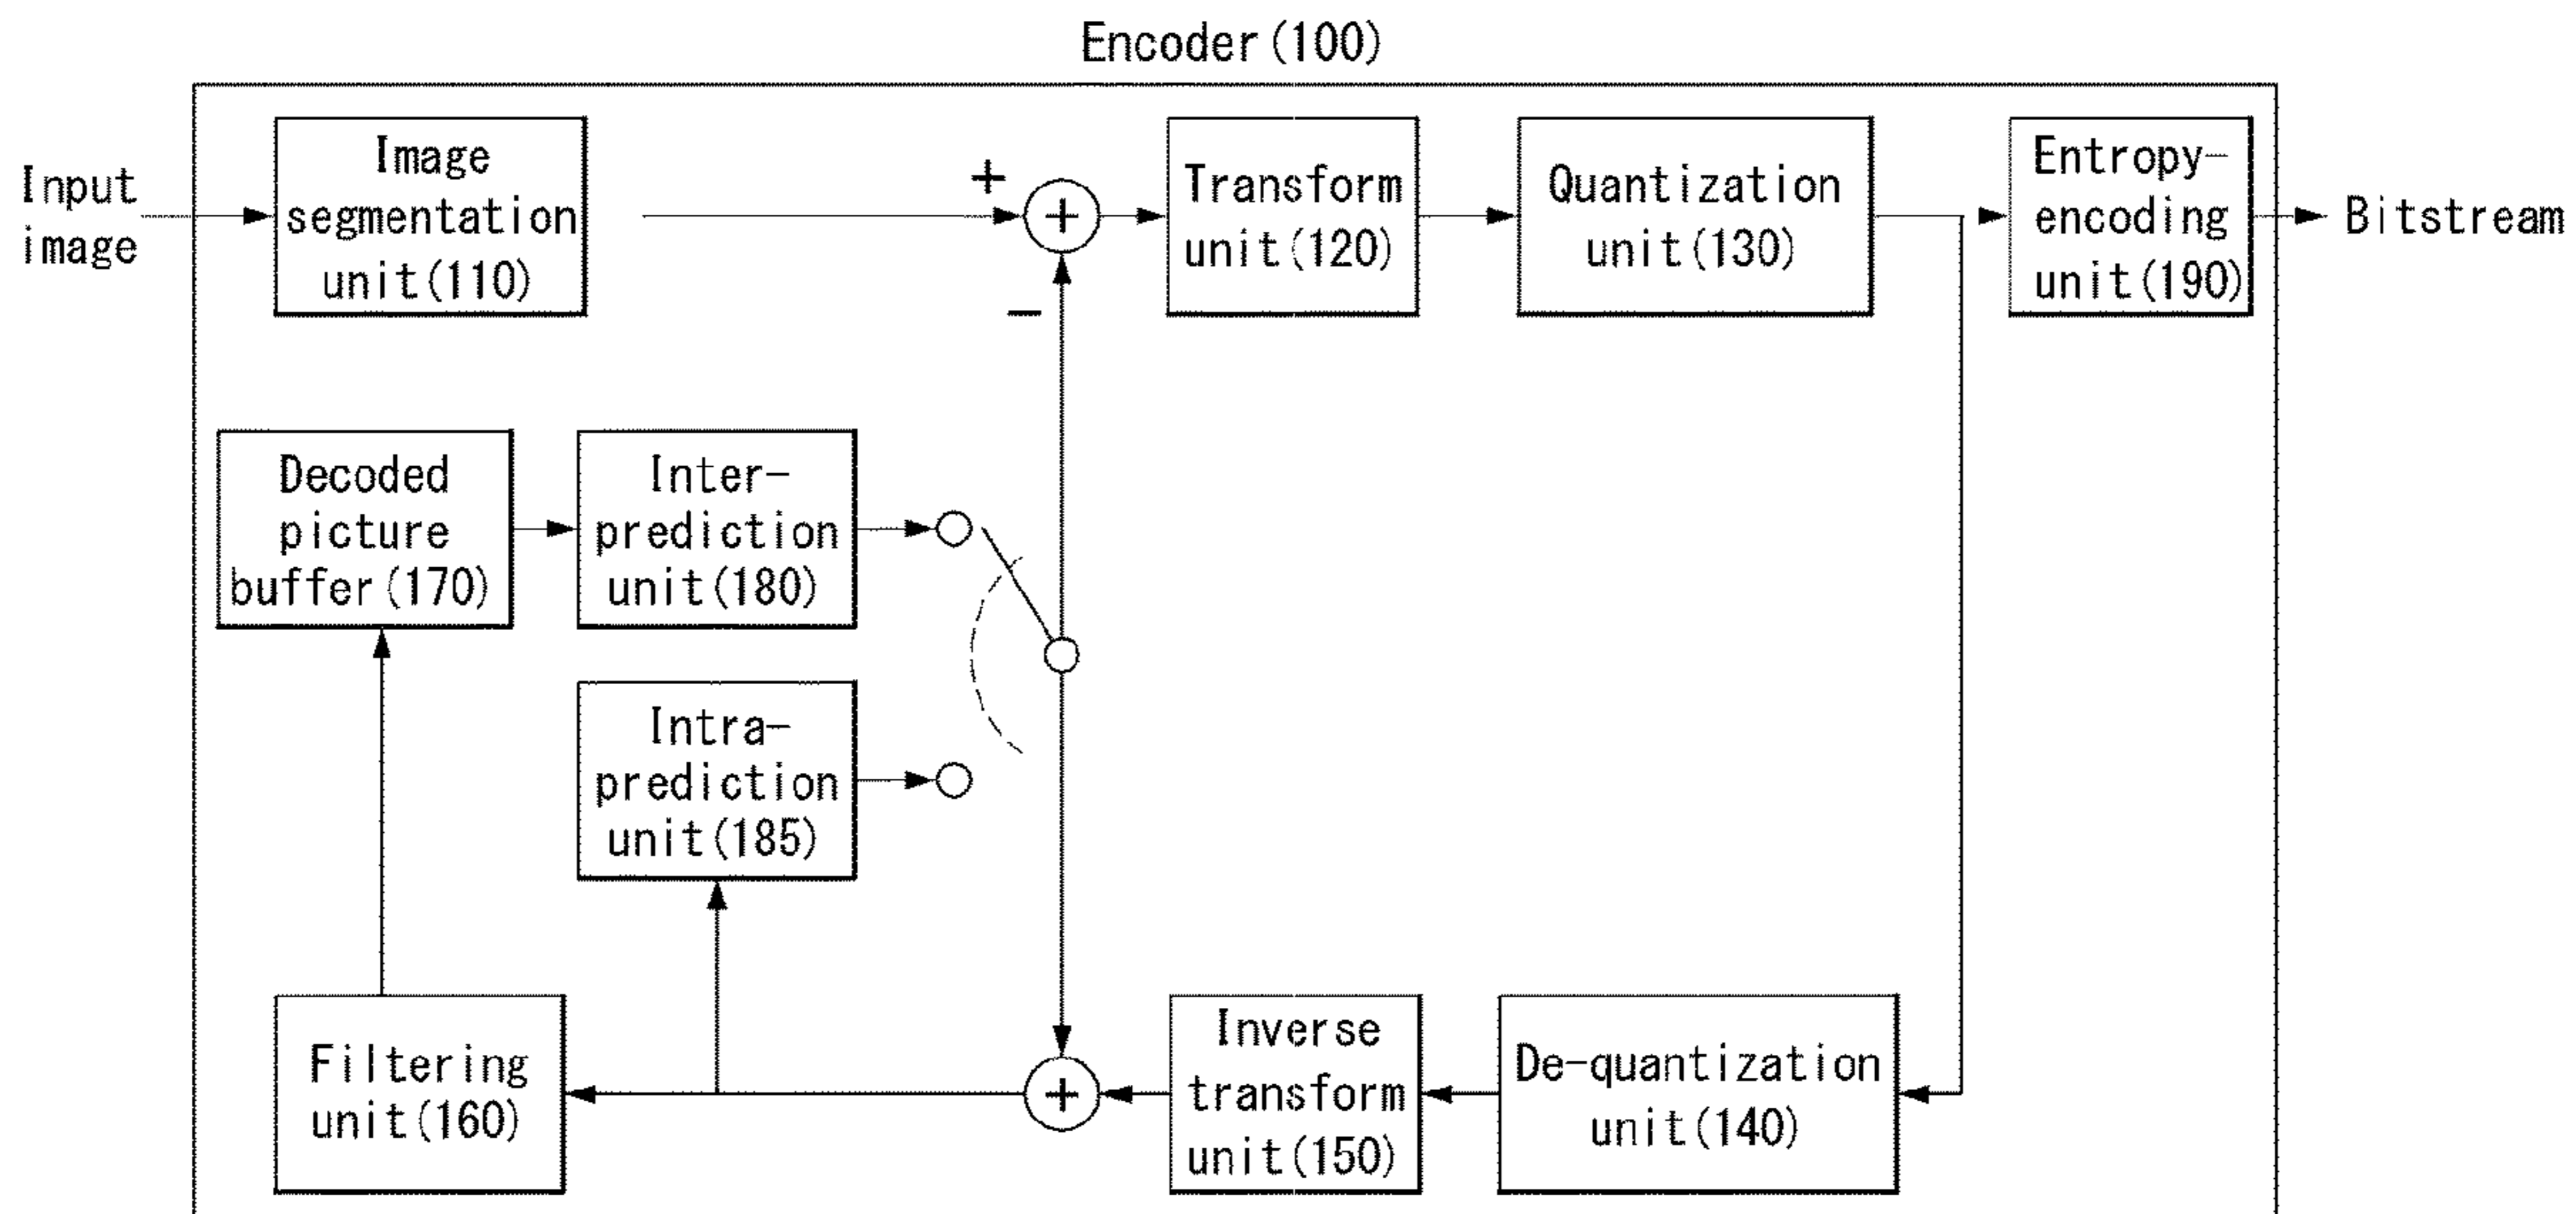 Encoder(100)
Input
image
Image
segmentation
unit(110)
+
−
+
Transform
unit(120)
Quantization
unit(130)
Entropy-
encoding
unit(190)
Bitstream
Decoded
picture
buffer(170)
Inter-
prediction
unit(180)
Intra-
prediction
unit(185)
Filtering
unit(160)
+
Inverse
transform
unit(150)
De-quantization
unit(140)